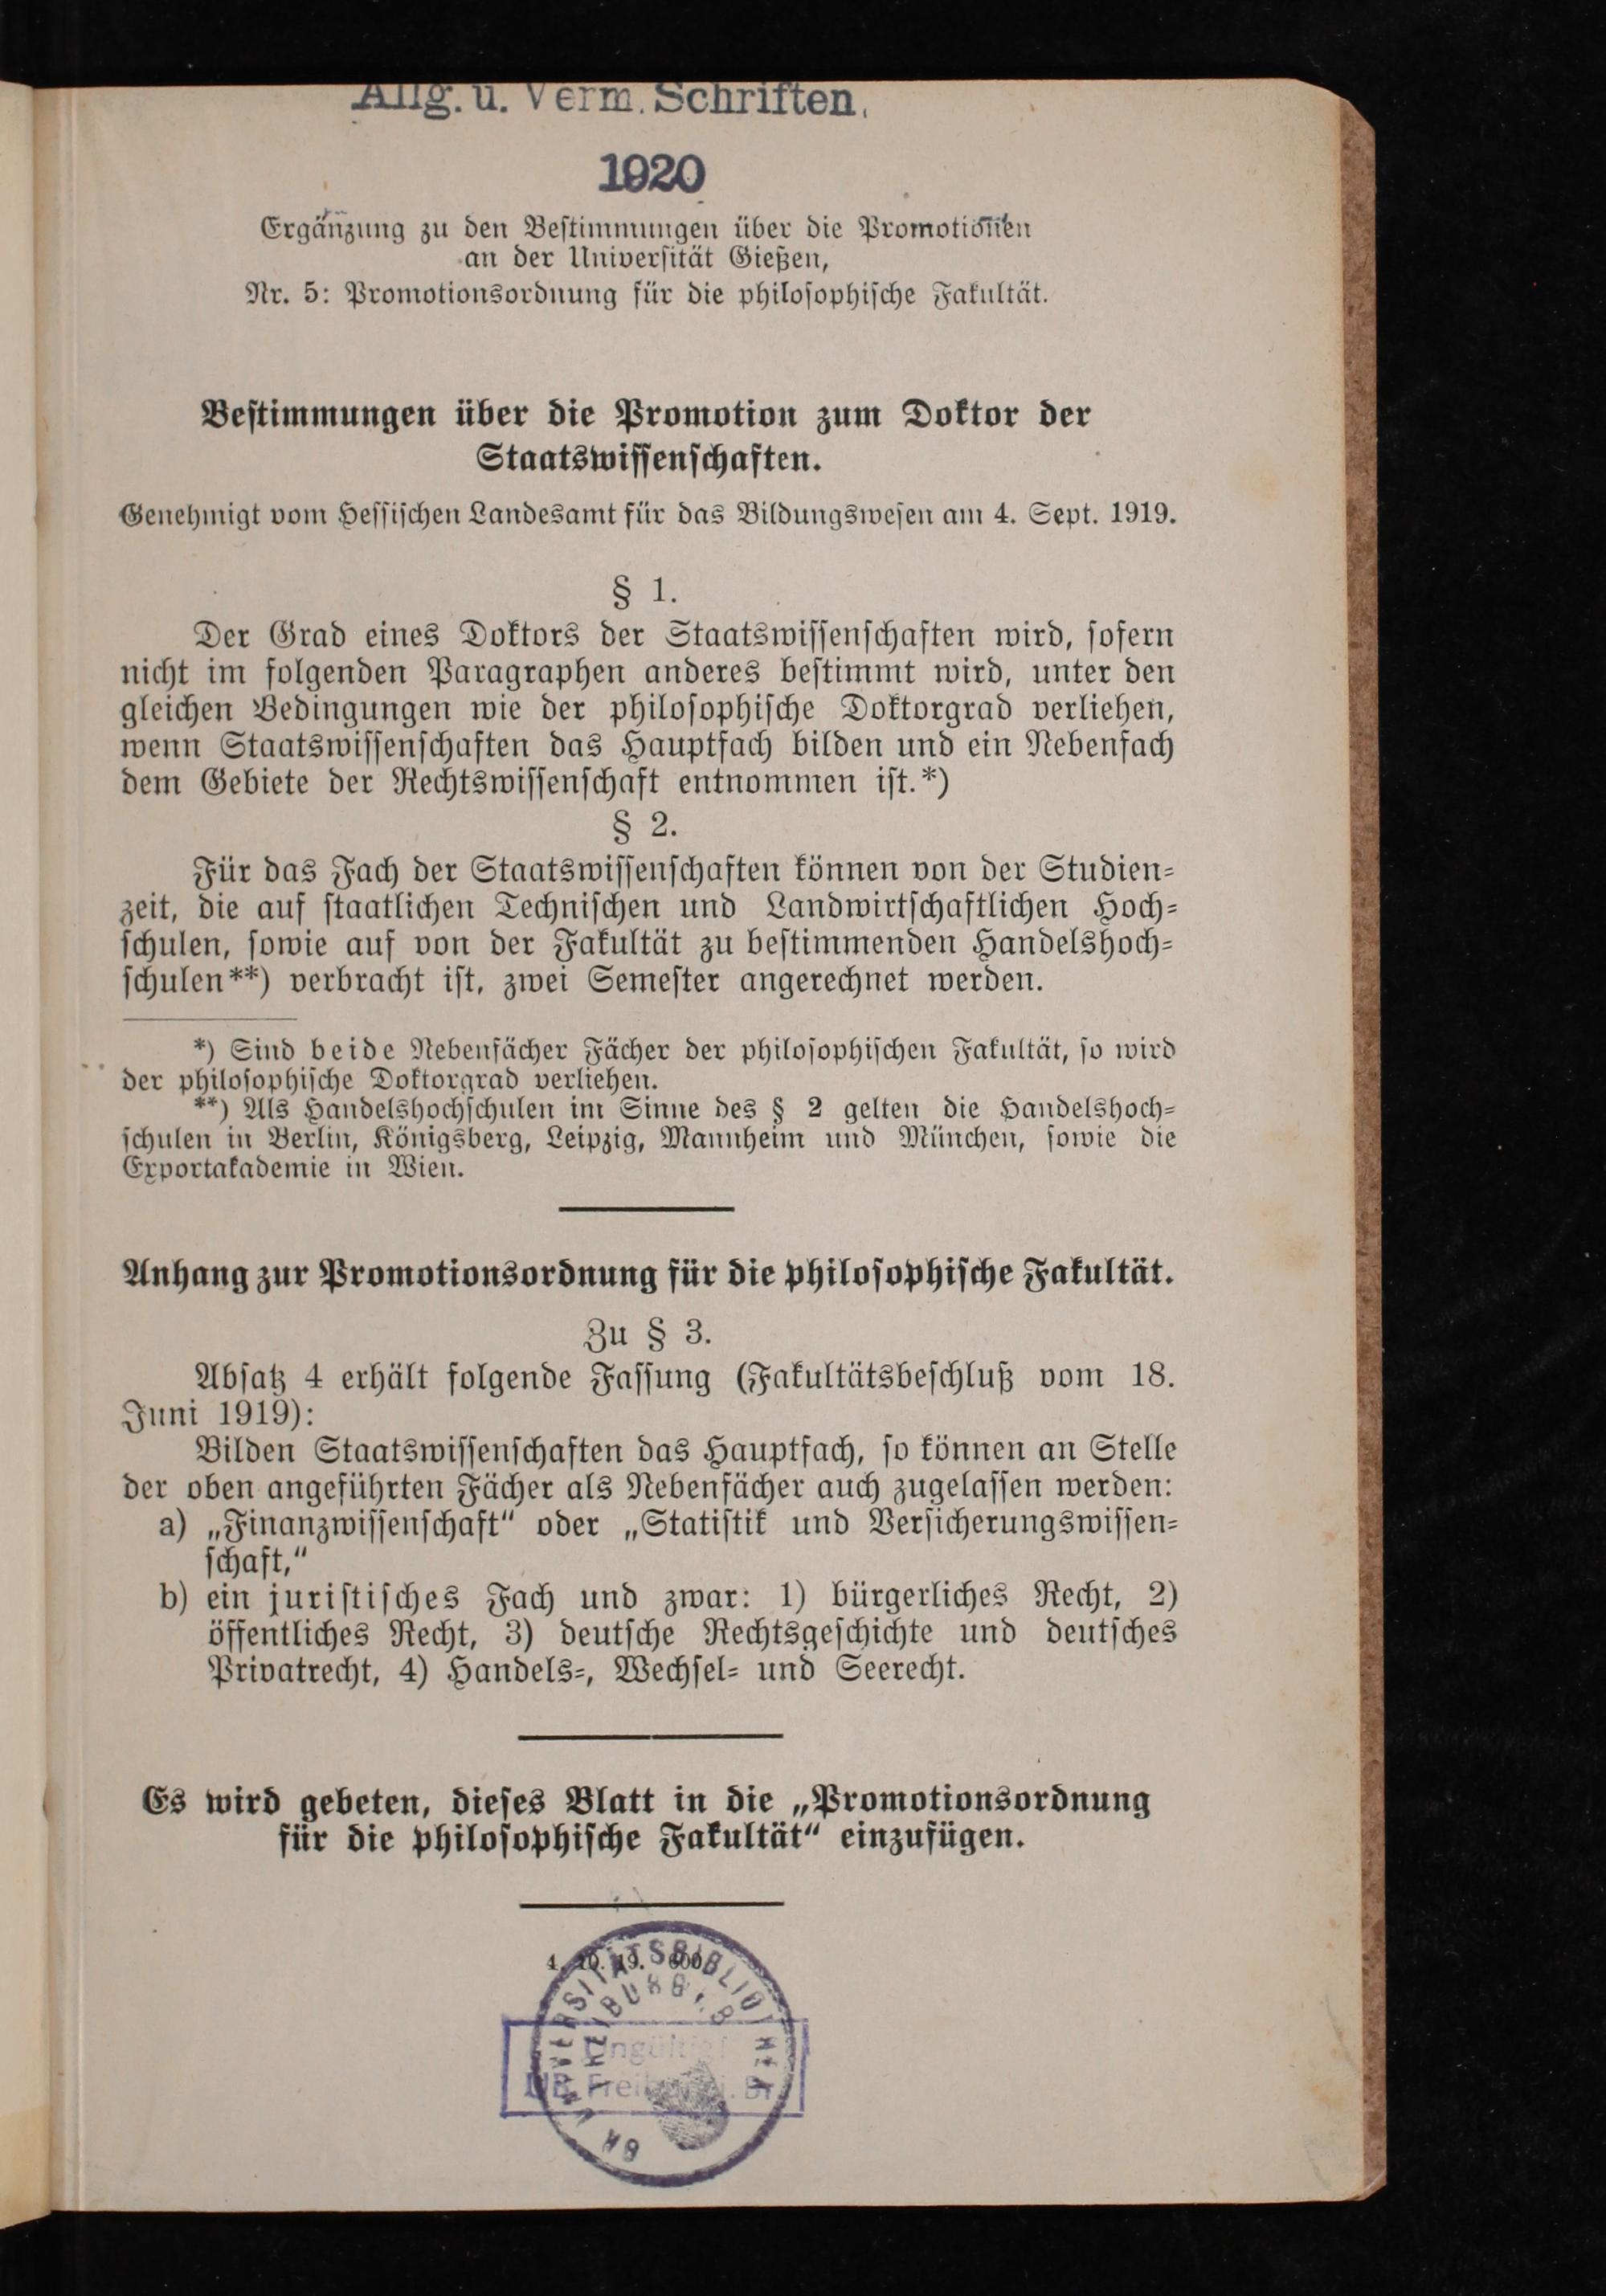 Allg. u. Verm. Schriften.
1920
Ergänzung zu den Bestimmungen über die Promotionen
an der Universität Gießen,
Nr. 5: Promotionsordnung für die philosophische Fakultät.
Bestimmungen über die Promotion zum Doktor der
Staatswissenschaften.
Genehmigt vom Hessischen Landesamt für das Bildungswesen am 4. Sept. 1919.
§ 1.
Der Grad eines Doktors der Staatswissenschaften wird, sofern
nicht im folgenden Paragraphen anderes bestimmt wird, unter den
gleichen Bedingungen wie der philosophische Doktorgrad verliehen,
wenn Staatswissenschaften das Hauptfach bilden und ein Nebenfach
dem Gebiete der Rechtswissenschaft entnommen ist.*)
§ 2.
Für das Fach der Staatswissenschaften können von der Studien-
zeit, die auf staatlichen Technischen und Landwirtschaftlichen Hoch-
schulen, sowie auf von der Fakultät zu bestimmenden Handelshoch-
schulen**) verbracht ist, zwei Semester angerechnet werden.
*) Sind beide Nebenfächer Fächer der philosophischen Fakultät, so wird
der philosophische Doktorgrad verliehen.
**) Als Handelshochschulen im Sinne des § 2 gelten die Handelshoch-
schulen in Berlin, Königsberg, Leipzig, Mannheim und München, sowie die
Exportakademie in Wien.
Anhang zur Promotionsordnung für die philosophische Fakultät.
Zu § 3.
Absatz 4 erhält folgende Fassung (Fakultätsbeschluß vom 18.
Juni 1919):
Bilden Staatswissenschaften das Hauptfach, so können an Stelle
der oben angeführten Fächer als Nebenfächer auch zugelassen werden:
a) „Finanzwissenschaft“ oder „Statistik und Versicherungswissen-
schaft,“
b) ein juristisches Fach und zwar: 1) bürgerliches Recht, 2)
öffentliches Recht, 3) deutsche Rechtsgeschichte und deutsches
Privatrecht, 4) Handels-, Wechsel- und Seerecht.
Es wird gebeten, dieses Blatt in die „Promotionsordnung
für die philosophische Fakultät“ einzufügen.
4. 10. 19. 600
Ungültig
UB Freiburg i. Br.